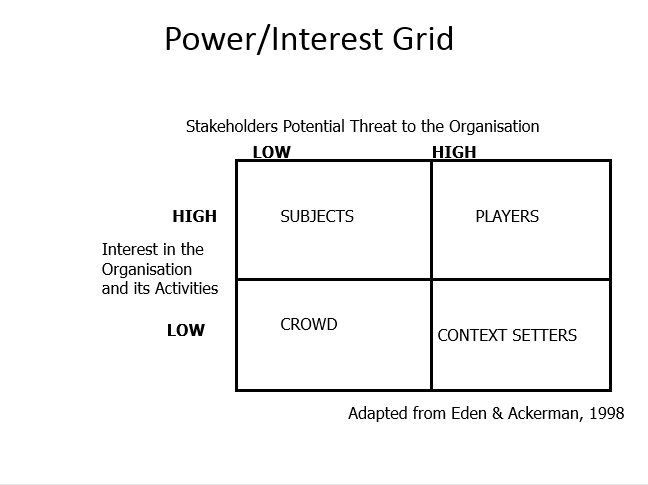 Power/Interest Grid
Stakeholders Potential Threat to the Organisation
LOW HIGH
HIGH SUBJECTS PLAYERS
Interest in the
Organisation
and its Activities
LOW CROWD CONTEXT SETTERS
Adapted from Eden & Ackerman, 1998